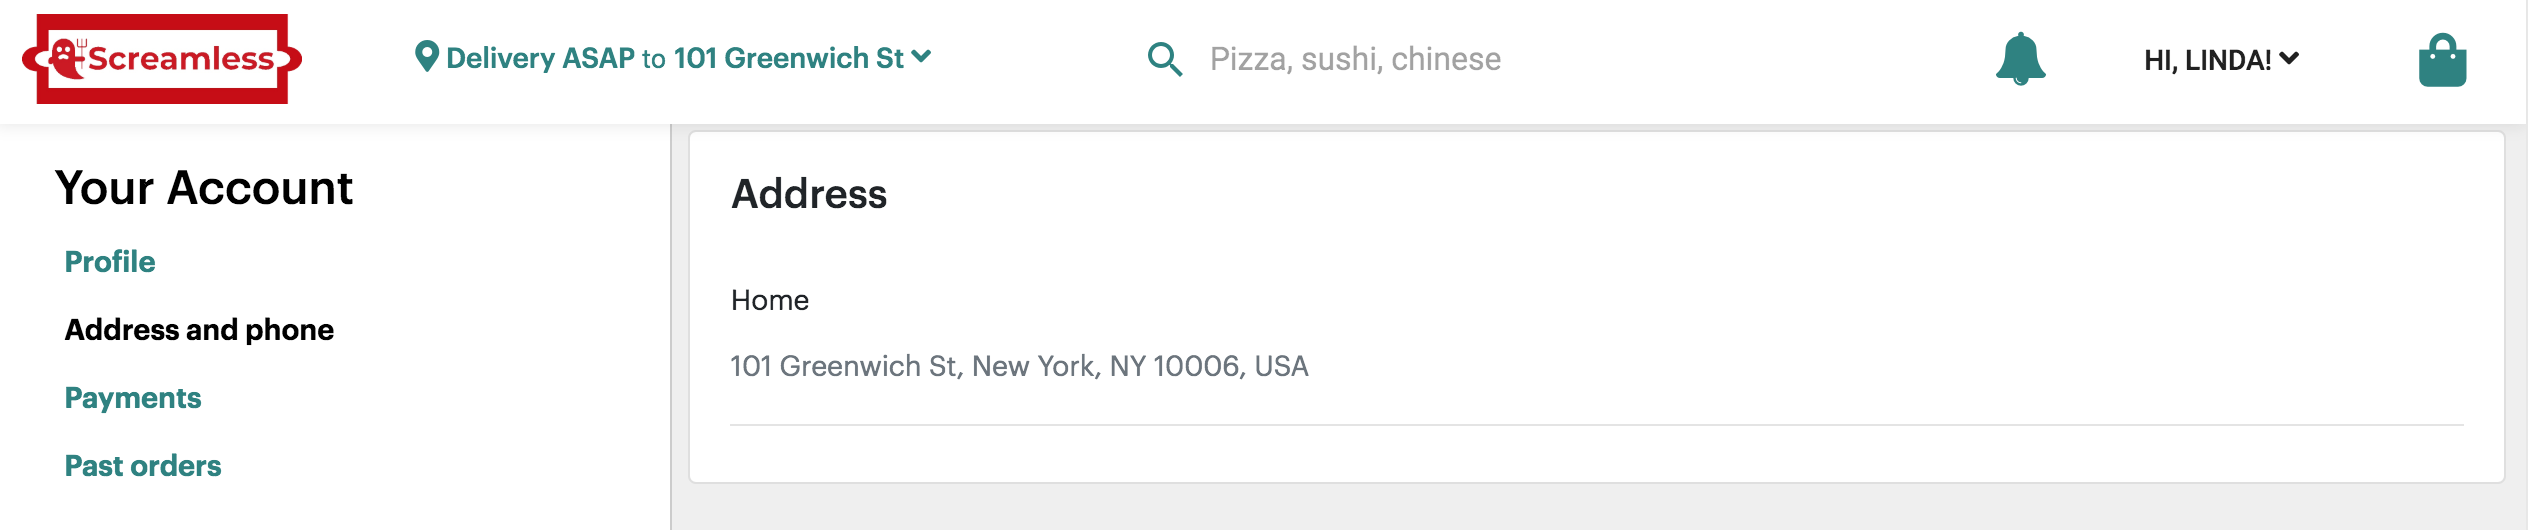 Screamless
Delivery ASAP to 101 Greenwich St
Pizza, sushi, chinese
HI, LINDA!
Your Account
Profile
Address and phone
Payments
Past orders
Address
Home
101 Greenwich St, New York, NY 10006, USA